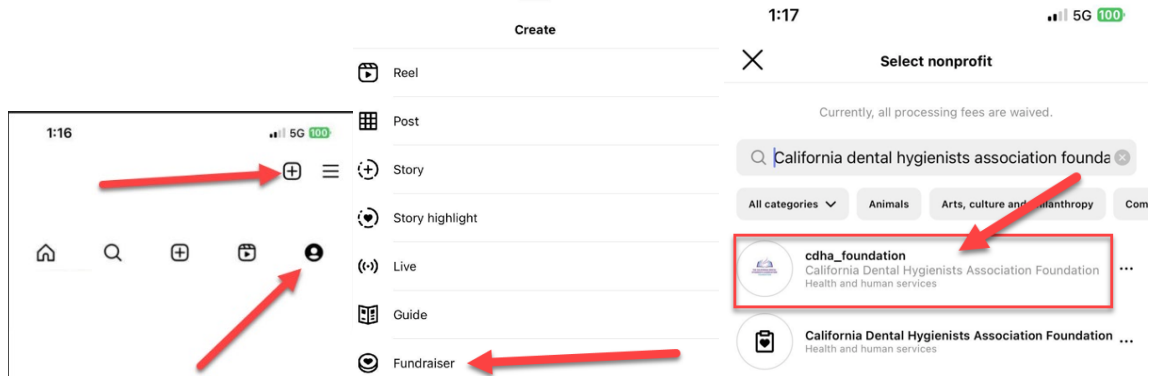 1:16
5G 100
Create
Reel
Post
Story
Story highlight
Live
Guide
Fundraiser
1:17
5G 100
Select nonprofit
Currently, all processing fees are waived.
California dental hygienists association founda
All categories
Animals
Arts, culture and philanthropy
Com
cdha_foundation
California Dental Hygienists Association Foundation
Health and human services
California Dental Hygienists Association Foundation
Health and human services